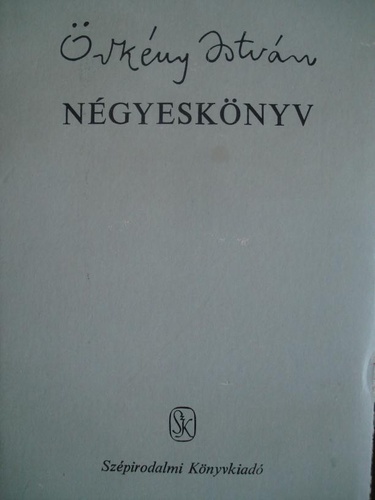 Örkény István
NÉGYESKÖNYV
SZK
Szépirodalmi Könyvkiadó